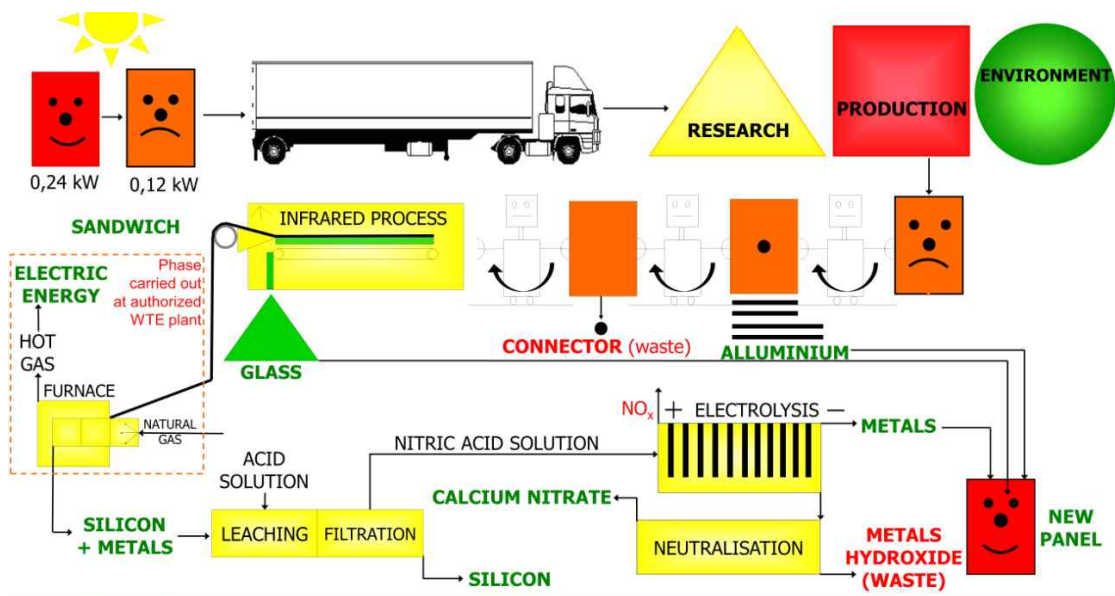 0,24 kW
0,12 kW
RESEARCH
PRODUCTION
ENVIRONMENT
SANDWICH
INFRARED PROCESS
ELECTRIC
ENERGY
Phase
carried out
at authorized
WTE plant
HOT
GAS
FURNACE
NATURAL
GAS
GLASS
CONNECTOR (waste)
ALLUMINIUM
NOx
+ ELECTROLYSIS −
METALS
NITRIC ACID SOLUTION
ACID
SOLUTION
CALCIUM NITRATE
SILICON
+ METALS
LEACHING
FILTRATION
SILICON
NEUTRALISATION
METALS
HYDROXIDE
(WASTE)
NEW
PANEL